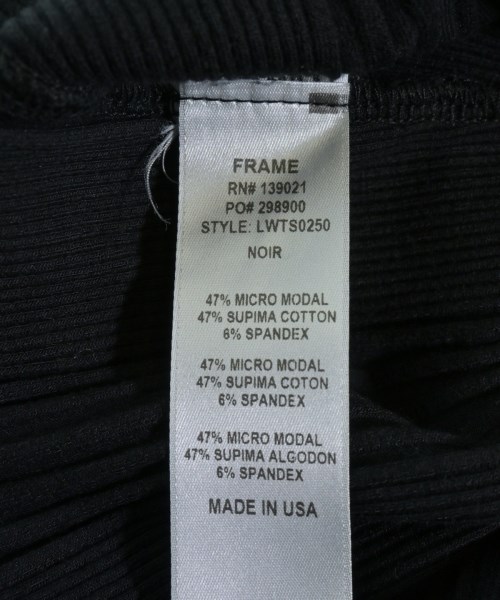 FRAME
RN# 139021
PO# 298900
STYLE: LWTS0250
NOIR
47% MICRO MODAL
47% SUPIMA COTTON
6% SPANDEX
47% MICRO MODAL
47% SUPIMA COTON
6% SPANDEX
47% MICRO MODAL
47% SUPIMA ALGODON
6% SPANDEX
MADE IN USA